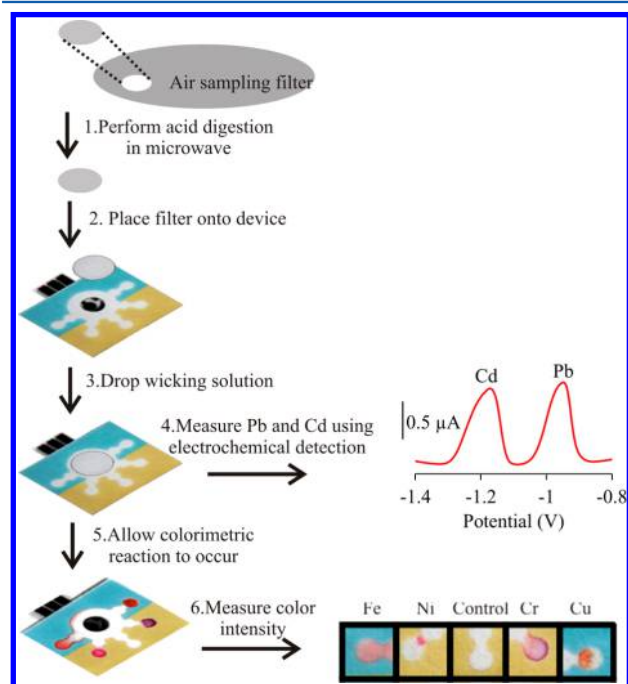 Air sampling filter
1.Perform acid digestion
in microwave
2. Place filter onto device
3.Drop wicking solution
4.Measure Pb and Cd using
electrochemical detection
Cd
Pb
0.5 µA
-1.4 -1.2 -1 -0.8
Potential (V)
5.Allow colorimetric
reaction to occur
6.Measure color
intensity
Fe Ni Control Cr Cu